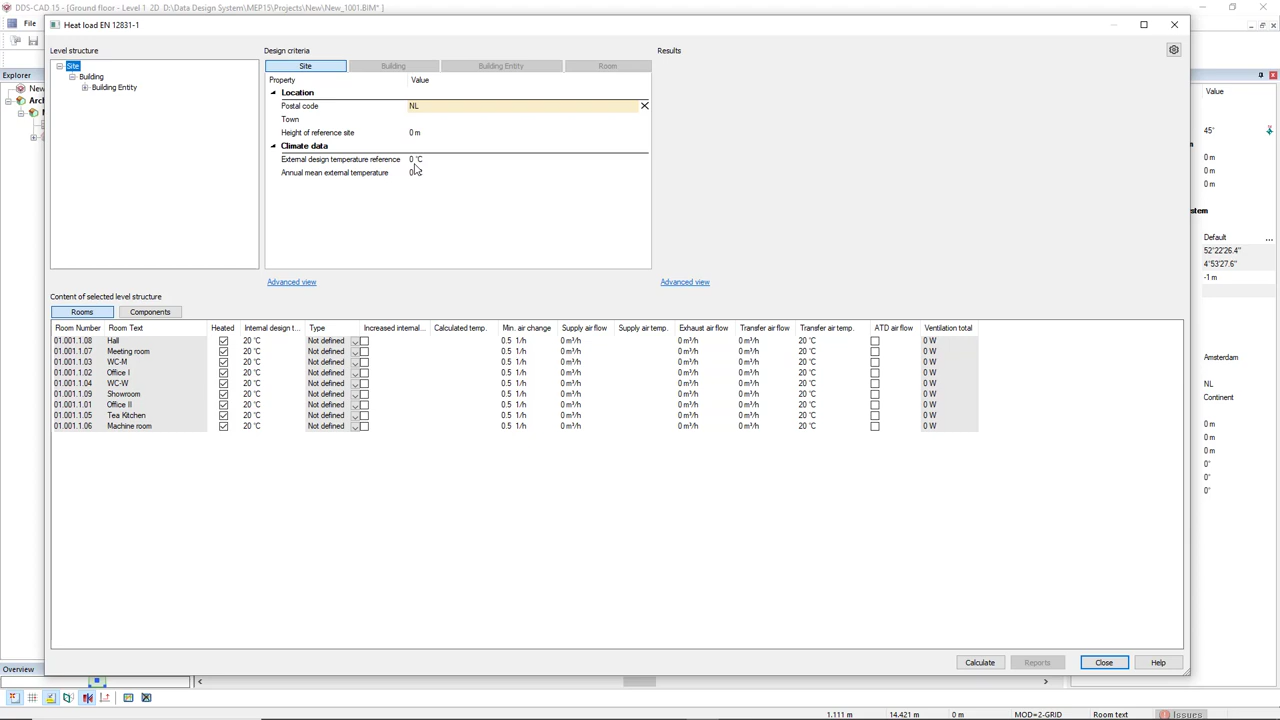 DDS-CAD 15 - [Ground floor - Level 1  2D  D:\Data Design System\MEP15\Projects\New\New_1001.BIM* ]
File
Heat load EN 12831-1
Level structure
Design criteria
Results
Site
Building
Building Entity
Room
Explorer
Site
Building
Building Entity
Property
Value
Location
Postal code
NL
Town
Height of reference site
0 m
Climate data
External design temperature reference
0 °C
Annual mean external temperature
New
Arch
Value
45°
0 m
0 m
0 m
stem
Default
...
52°22'26.4"
4°53'27.6"
-1 m
Advanced view
Advanced view
Content of selected level structure
Rooms
Components
Room Number Room Text Heated Internal design t... Type Increased internal... Calculated temp. Min. air change Supply air flow Supply air temp. Exhaust air flow Transfer air flow Transfer air temp. ATD air flow Ventilation total
01.001.1.08 Hall 20 °C Not defined 0.5 1/h 0 m³/h 0 m³/h 0 m³/h 20 °C 0 W
01.001.1.07 Meeting room 20 °C Not defined 0.5 1/h 0 m³/h 0 m³/h 0 m³/h 20 °C 0 W
01.001.1.03 WC-M 20 °C Not defined 0.5 1/h 0 m³/h 0 m³/h 0 m³/h 20 °C 0 W
01.001.1.02 Office I 20 °C Not defined 0.5 1/h 0 m³/h 0 m³/h 0 m³/h 20 °C 0 W
01.001.1.04 WC-W 20 °C Not defined 0.5 1/h 0 m³/h 0 m³/h 0 m³/h 20 °C 0 W
01.001.1.09 Showroom 20 °C Not defined 0.5 1/h 0 m³/h 0 m³/h 0 m³/h 20 °C 0 W
01.001.1.01 Office II 20 °C Not defined 0.5 1/h 0 m³/h 0 m³/h 0 m³/h 20 °C 0 W
01.001.1.05 Tea Kitchen 20 °C Not defined 0.5 1/h 0 m³/h 0 m³/h 0 m³/h 20 °C 0 W
01.001.1.06 Machine room 20 °C Not defined 0.5 1/h 0 m³/h 0 m³/h 0 m³/h 20 °C 0 W
Amsterdam
NL
Continent
0 m
0 m
0 m
0°
0°
0°
Calculate
Reports
Close
Help
Overview
1.111 m
14.421 m
0 m
MOD=2-GRID
Room text
Issues